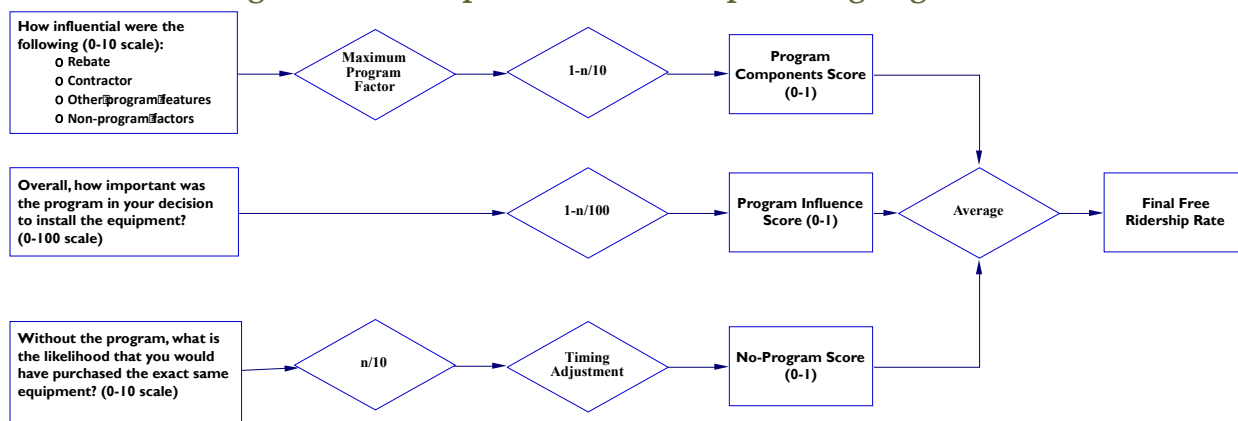 How influential were the
following (0-10 scale):
o Rebate
o Contractor
o Other program features
o Non-program factors
Maximum
Program
Factor
1-n/10
Program
Components Score
(0-1)
Overall, how important was
the program in your decision
to install the equipment?
(0-100 scale)
1-n/100
Program Influence
Score (0-1)
Average
Final Free
Ridership Rate
Without the program, what is
the likelihood that you would
have purchased the exact same
equipment? (0-10 scale)
n/10
Timing
Adjustment
No-Program Score
(0-1)